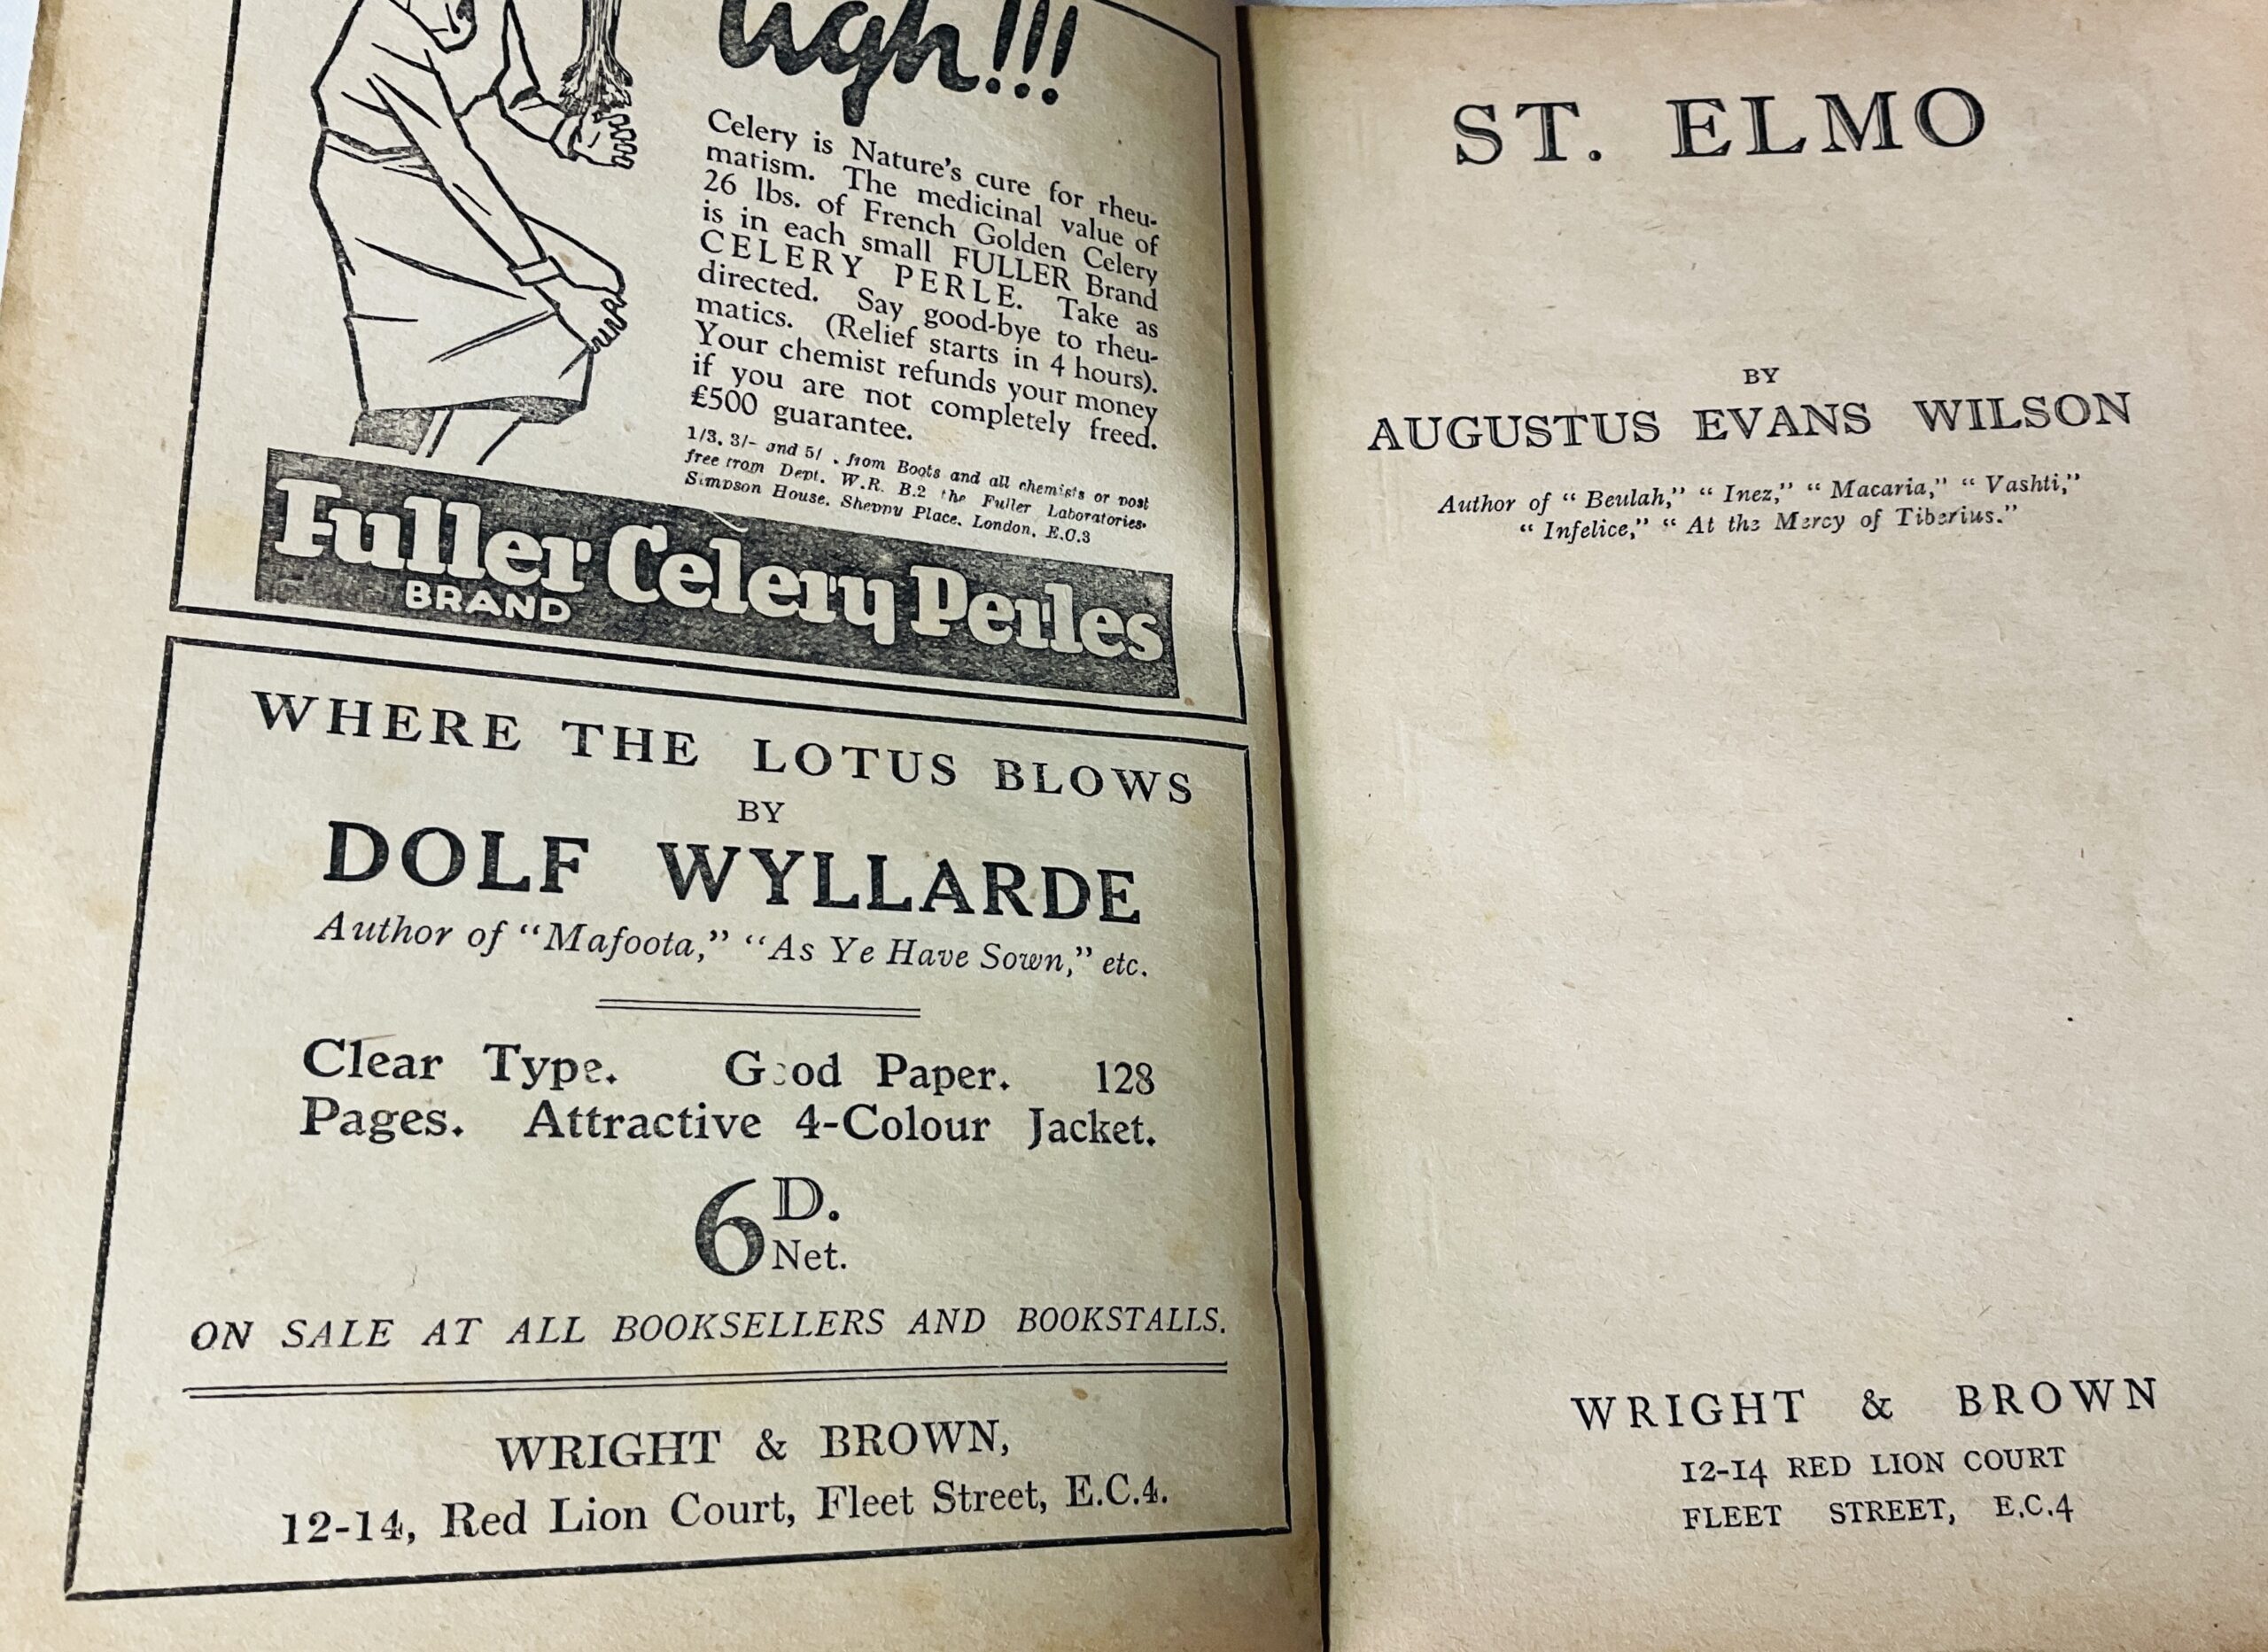 ugh!!!
Celery is Nature's cure for rheu-
matism. The medicinal value of
26 lbs. of French Golden Celery
is in each small FULLER Brand
CELERY PERLE. Take as
directed. Say good-bye to rheu-
matics. (Relief starts in 4 hours).
Your chemist refunds your money
if you are not completely freed.
£500 guarantee.
1/3, 3/- and 5/-, from Boots and all chemists or post
free from Dept. W.R. B.2 the Fuller Laboratories.
Simpson House, Sheppy Place, London, E.C.3
Fuller Celery Perles
BRAND
WHERE THE LOTUS BLOWS
BY
DOLF WYLLARDE
Author of “Mafoota,” “As Ye Have Sown,” etc.
Clear Type. Good Paper. 128
Pages. Attractive 4-Colour Jacket.
6D.
Net.
ON SALE AT ALL BOOKSELLERS AND BOOKSTALLS.
WRIGHT & BROWN,
12-14, Red Lion Court, Fleet Street, E.C.4.
ST. ELMO
BY
AUGUSTUS EVANS WILSON
Author of “Beulah,” “Inez,” “Macaria,” “Vashti,”
“Infelice,” “At the Mercy of Tiberius.”
WRIGHT & BROWN
12-14 RED LION COURT
FLEET STREET, E.C.4